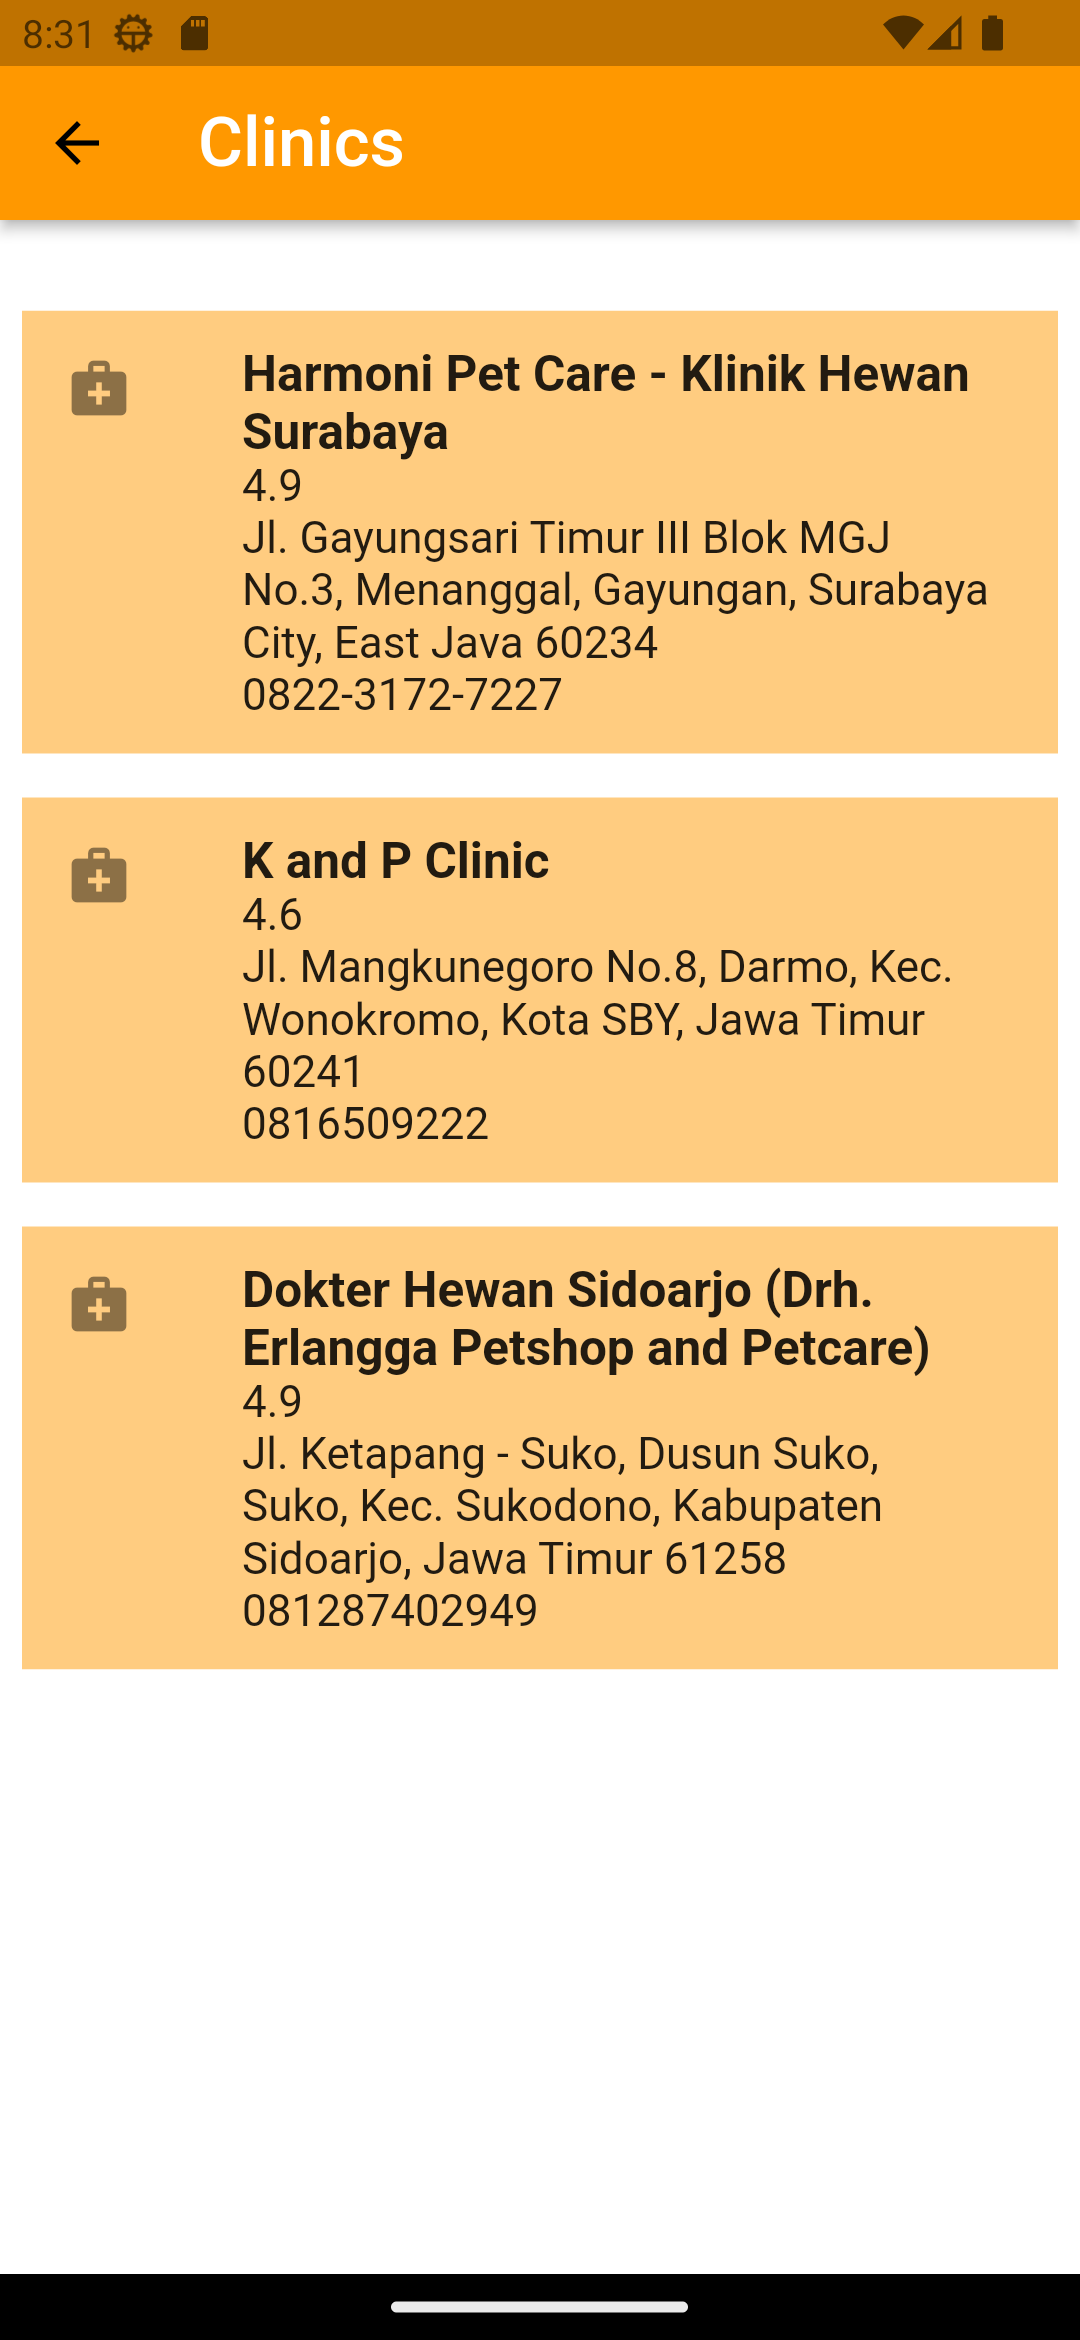 8:31
Clinics
Harmoni Pet Care - Klinik Hewan
Surabaya
4.9
Jl. Gayungsari Timur III Blok MGJ
No.3, Menanggal, Gayungan, Surabaya
City, East Java 60234
0822-3172-7227
K and P Clinic
4.6
Jl. Mangkunegoro No.8, Darmo, Kec.
Wonokromo, Kota SBY, Jawa Timur
60241
0816509222
Dokter Hewan Sidoarjo (Drh.
Erlangga Petshop and Petcare)
4.9
Jl. Ketapang - Suko, Dusun Suko,
Suko, Kec. Sukodono, Kabupaten
Sidoarjo, Jawa Timur 61258
081287402949